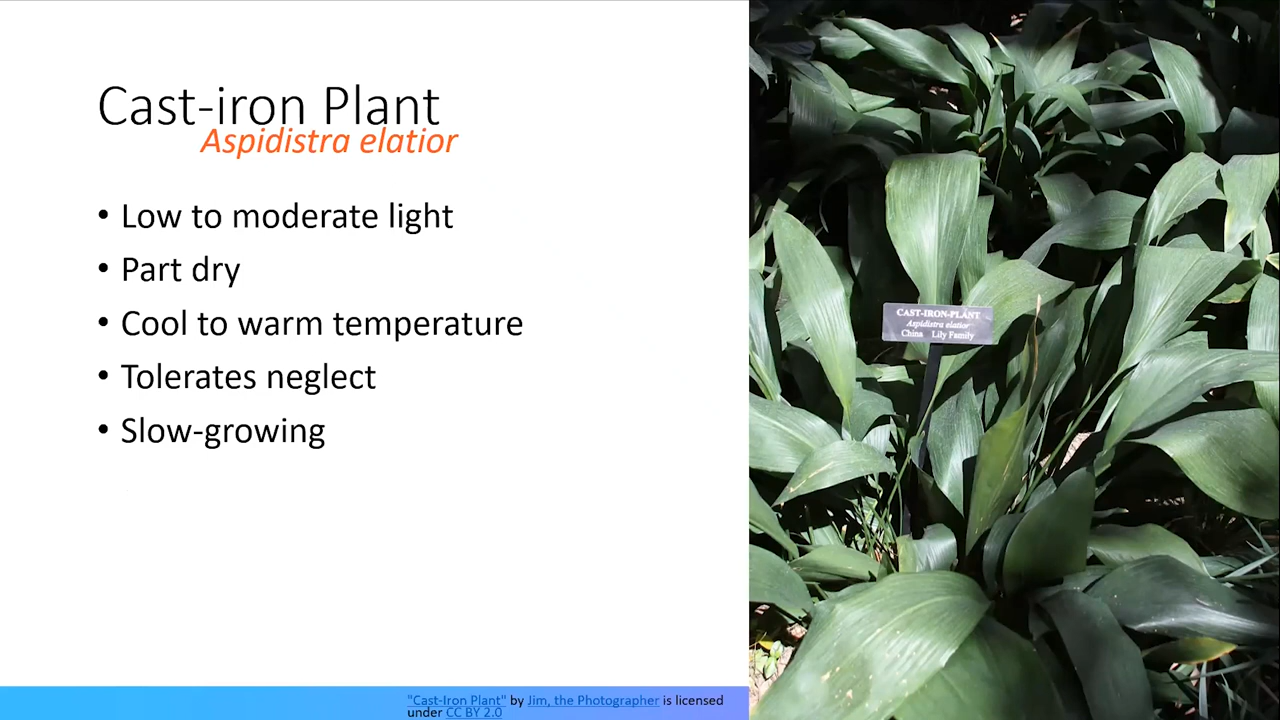 Cast-iron Plant
Aspidistra elatior
• Low to moderate light
• Part dry
• Cool to warm temperature
• Tolerates neglect
• Slow-growing
CAST-IRON-PLANT
Aspidistra elatior
China Lily Family
"Cast-Iron Plant" by Jim, the Photographer is licensed
under CC BY 2.0